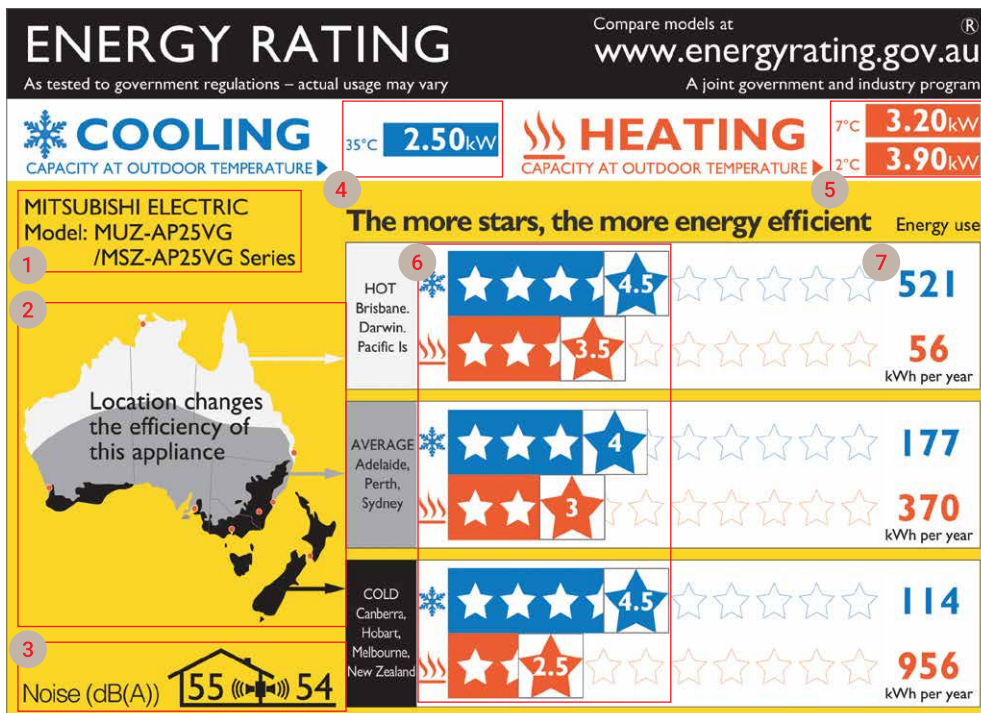 ENERGY RATING
As tested to government regulations – actual usage may vary
Compare models at
®
www.energyrating.gov.au
A joint government and industry program
COOLING
CAPACITY AT OUTDOOR TEMPERATURE
35°C 2.50kW
4
HEATING
CAPACITY AT OUTDOOR TEMPERATURE
7°C 3.20kW
2°C 3.90kW
5
MITSUBISHI ELECTRIC
Model: MUZ-AP25VG
/MSZ-AP25VG Series
1
The more stars, the more energy efficient
Energy use
2
Location changes
the efficiency of
this appliance
6
7
HOT
Brisbane.
Darwin.
Pacific Is
4.5
521
3.5
56
kWh per year
AVERAGE
Adelaide,
Perth,
Sydney
4
177
3
370
kWh per year
COLD
Canberra,
Hobart,
Melbourne,
New Zealand
4.5
114
2.5
956
kWh per year
3
Noise (dB(A)) 55 54